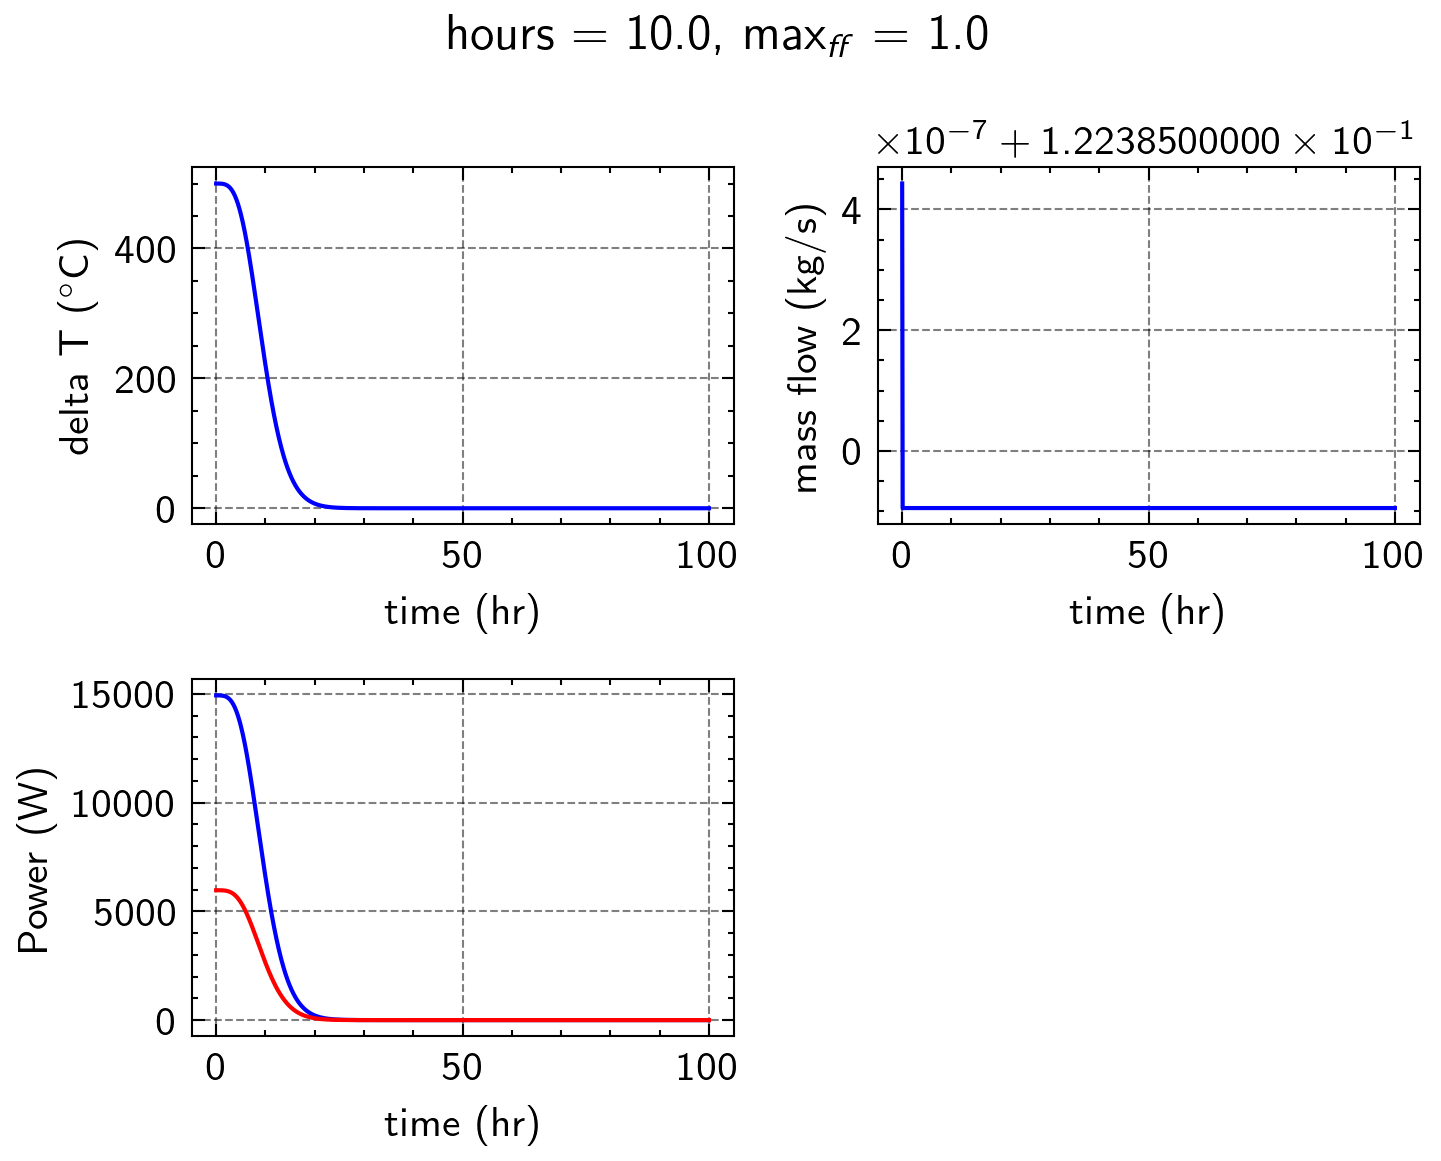 hours = 10.0, max_ff = 1.0
delta T (°C)
400
200
0
0 50 100
time (hr)
×10⁻⁷ + 1.2238500000 × 10⁻¹
mass flow (kg/s)
4
2
0
0 50 100
time (hr)
Power (W)
15000
10000
5000
0
0 50 100
time (hr)